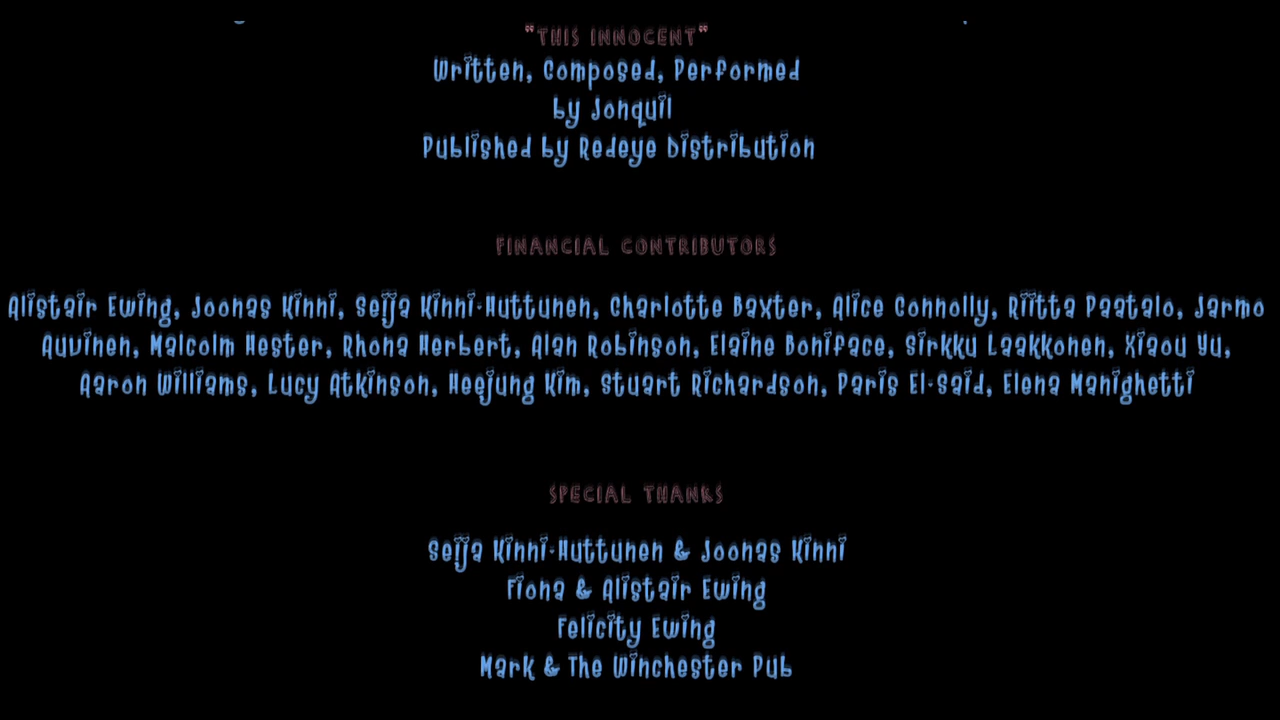 "THIS INNOCENT"
Written, Composed, Performed
by Jonquil
Published by Redeye Distribution
FINANCIAL CONTRIBUTORS
Alistair Ewing, Joonas Kinni, Seija Kinni-Huttunen, Charlotte Baxter, Alice Connolly, Riitta Paatalo, Jarmo
Auvinen, Malcolm Hester, Rhona Herbert, Alan Robinson, Elaine Boniface, Sirkku Laakkonen, Xiaou Yu,
Aaron Williams, Lucy Atkinson, Heejung Kim, Stuart Richardson, Paris El-Said, Elena Manighetti
SPECIAL THANKS
Seija Kinni-Huttunen & Joonas Kinni
Fiona & Alistair Ewing
Felicity Ewing
Mark & The Winchester Pub